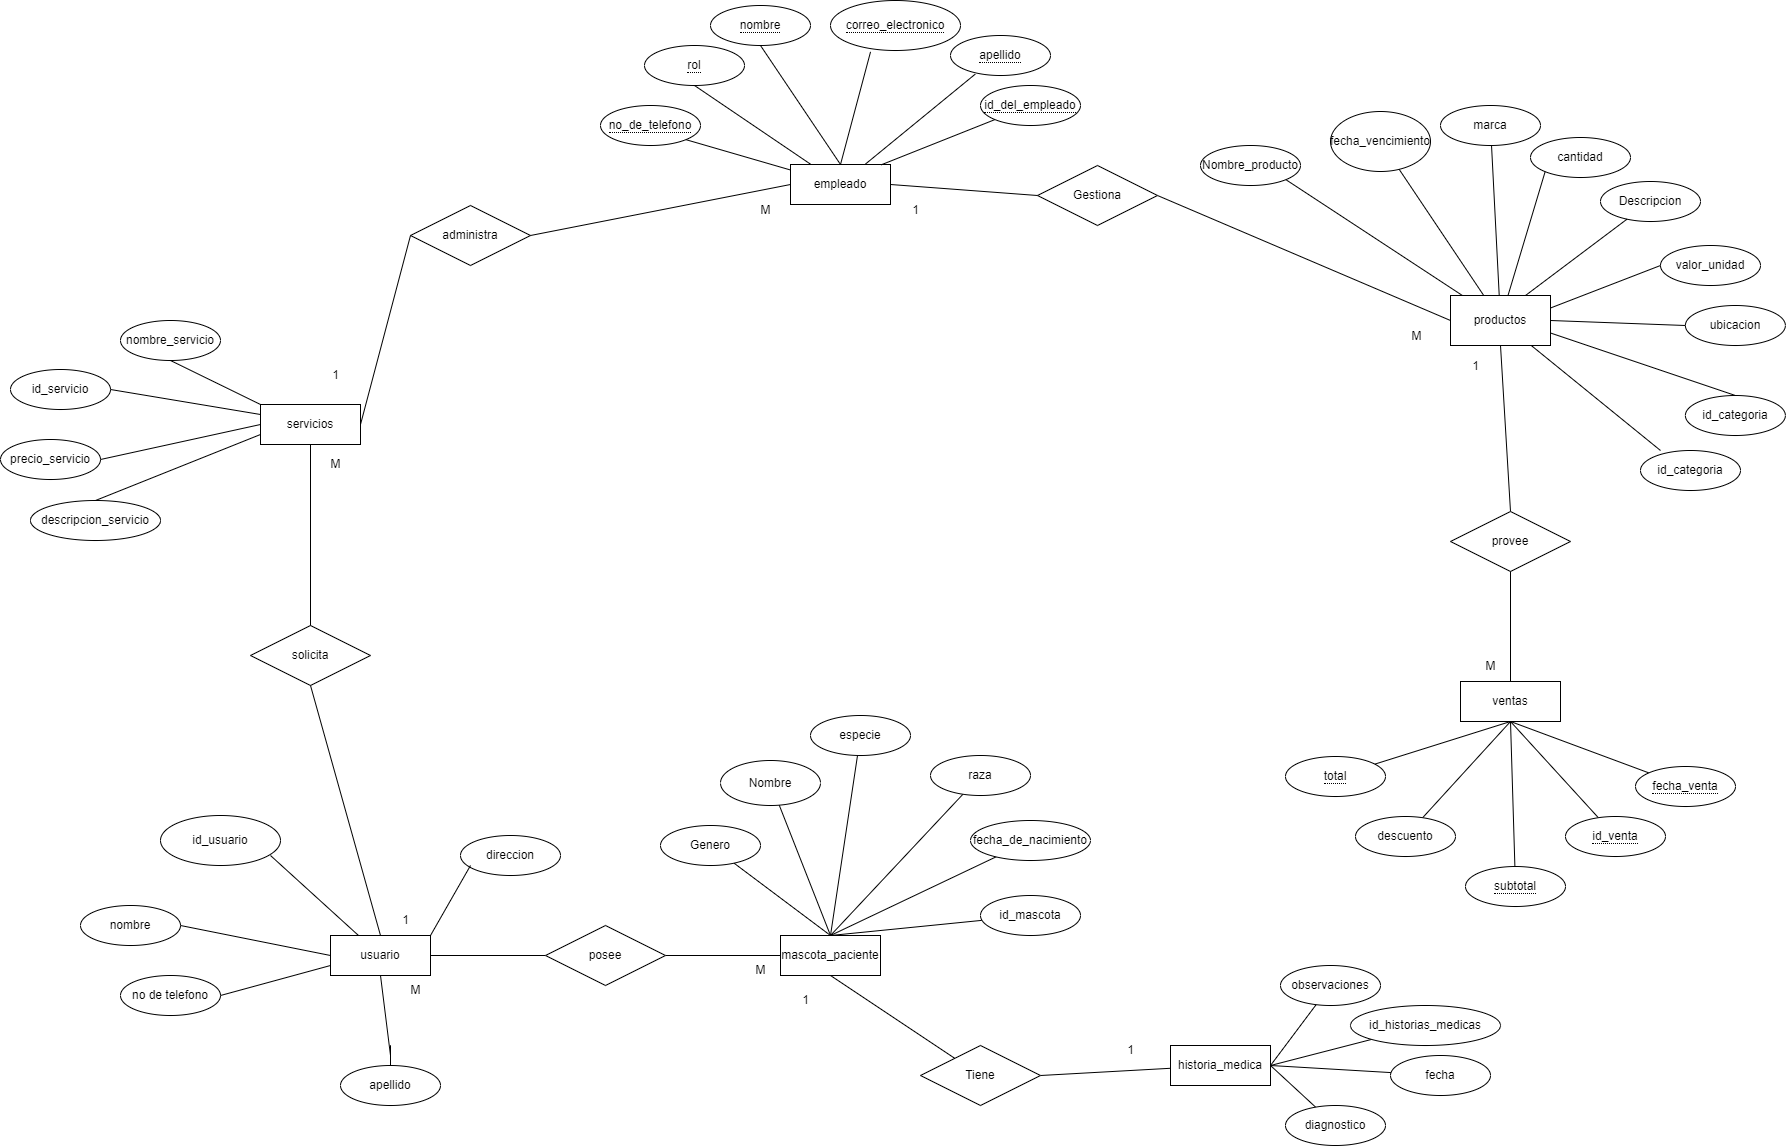 nombre
correo_electronico
apellido
rol
id_del_empleado
no_de_telefono
empleado
M
1
Gestiona
administra
Nombre_producto
fecha_vencimiento
marca
cantidad
Descripcion
valor_unidad
ubicacion
productos
M
1
id_categoria
id_categoria
nombre_servicio
id_servicio
1
servicios
precio_servicio
M
descripcion_servicio
provee
solicita
M
ventas
total
fecha_venta
descuento
id_venta
subtotal
especie
Nombre
raza
Genero
fecha_de_nacimiento
id_mascota
id_usuario
direccion
nombre
1
usuario
no de telefono
M
apellido
posee
M
mascota_paciente
1
Tiene
1
historia_medica
observaciones
id_historias_medicas
fecha
diagnostico